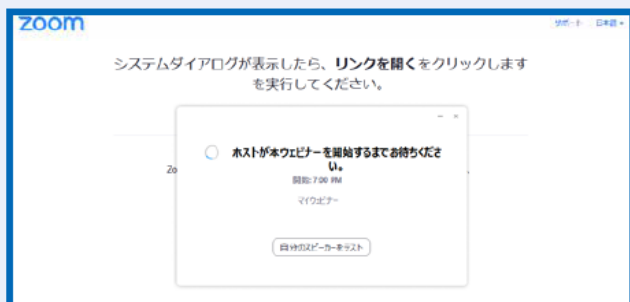 zoom
サポート 日本語
システムダイアログが表示したら、リンクを開くをクリックします
を実行してください。
ホストが本ウェビナーを開始するまでお待ちくださ
い。
開始: 7:00 PM
Zo
マイウェビナー
自分のスピーカーをテスト